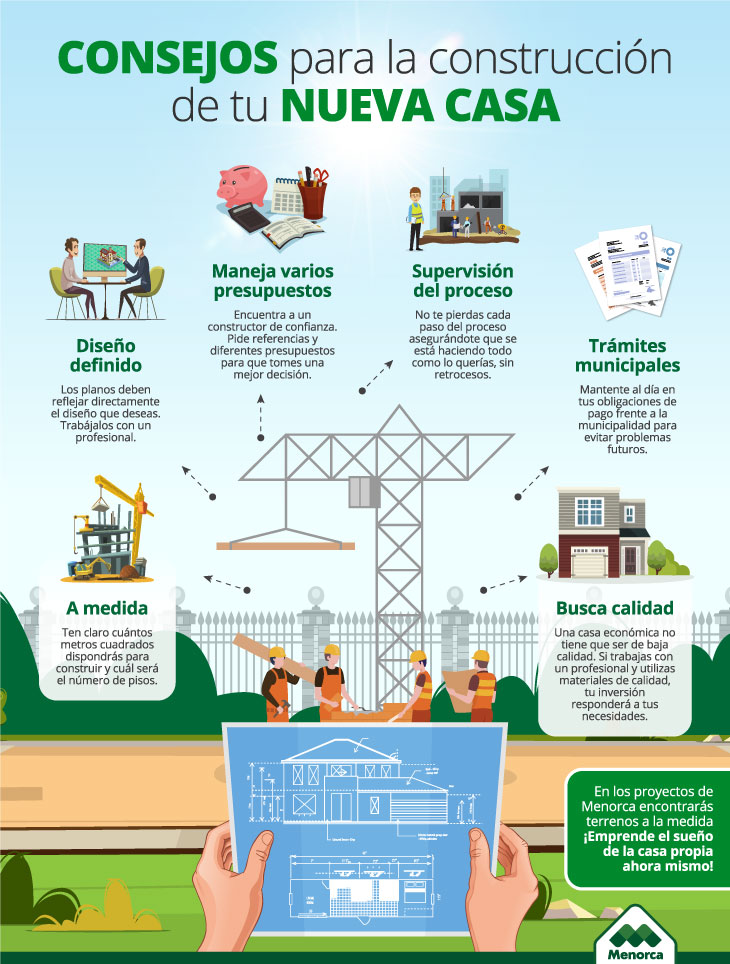 CONSEJOS para la construcción
de tu NUEVA CASA
Maneja varios
presupuestos
Encuentra a un
constructor de confianza.
Pide referencias y
diferentes presupuestos
para que tomes una
mejor decisión.
Supervisión
del proceso
No te pierdas cada
paso del proceso
asegurándote que se
está haciendo todo
como lo querías, sin
retrocesos.
Diseño
definido
Los planos deben
reflejar directamente
el diseño que deseas.
Trabájalos con un
profesional.
Trámites
municipales
Mantente al día en
tus obligaciones de
pago frente a la
municipalidad para
evitar problemas
futuros.
A medida
Ten claro cuántos
metros cuadrados
dispondrás para
construir y cuál será
el número de pisos.
Busca calidad
Una casa económica no
tiene que ser de baja
calidad. Si trabajas con
un profesional y utilizas
materiales de calidad,
tu inversión
responderá a tus
necesidades.
En los proyectos de
Menorca encontrarás
terrenos a la medida
¡Emprende el sueño
de la casa propia
ahora mismo!
Menorca